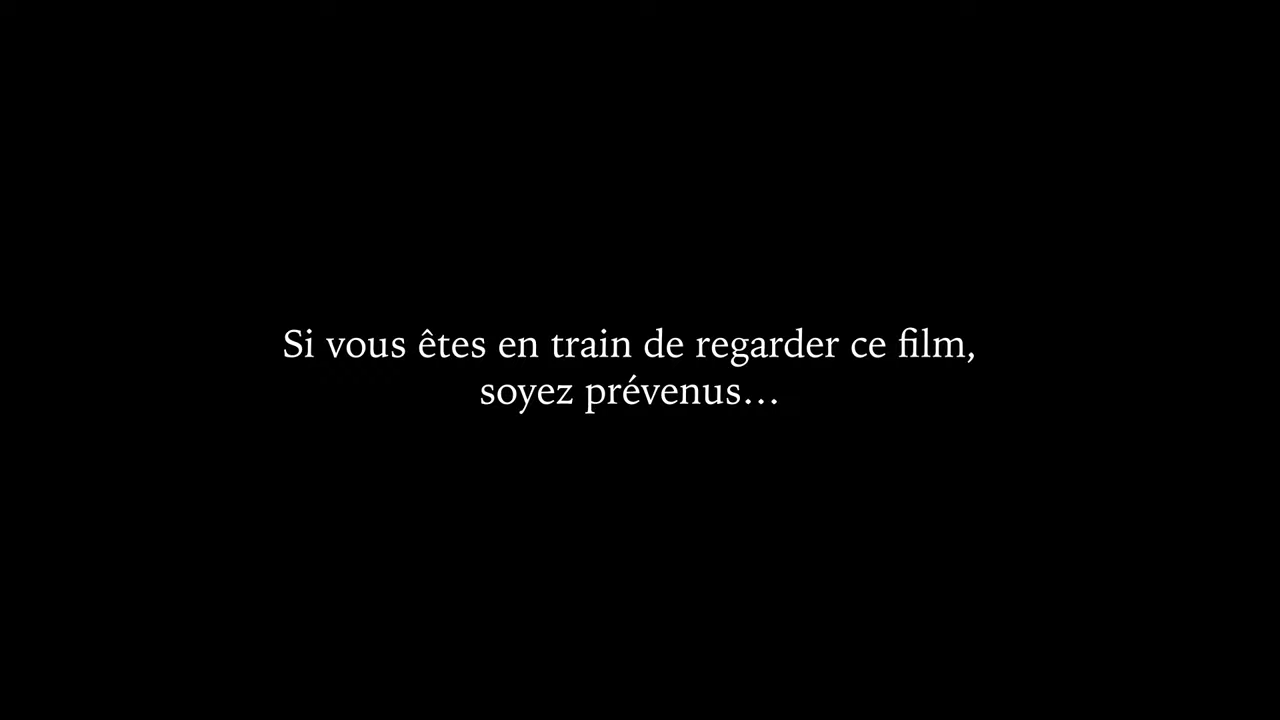 Si vous êtes en train de regarder ce film,
soyez prévenus…